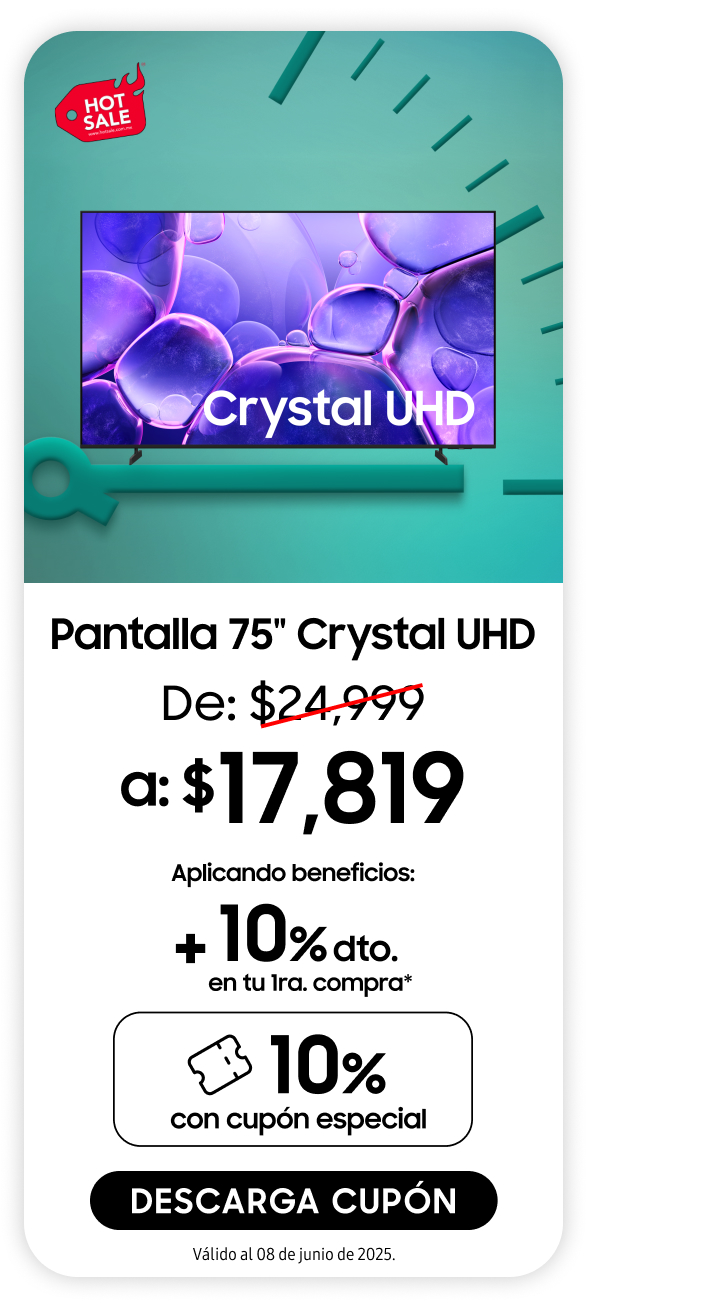 HOT
SALE
www.hotsale.com.mx
Crystal UHD
Pantalla 75" Crystal UHD
De: $24,999
a: $17,819
Aplicando beneficios:
+ 10% dto.
en tu 1ra. compra*
10%
con cupón especial
DESCARGA CUPÓN
Válido al 08 de junio de 2025.